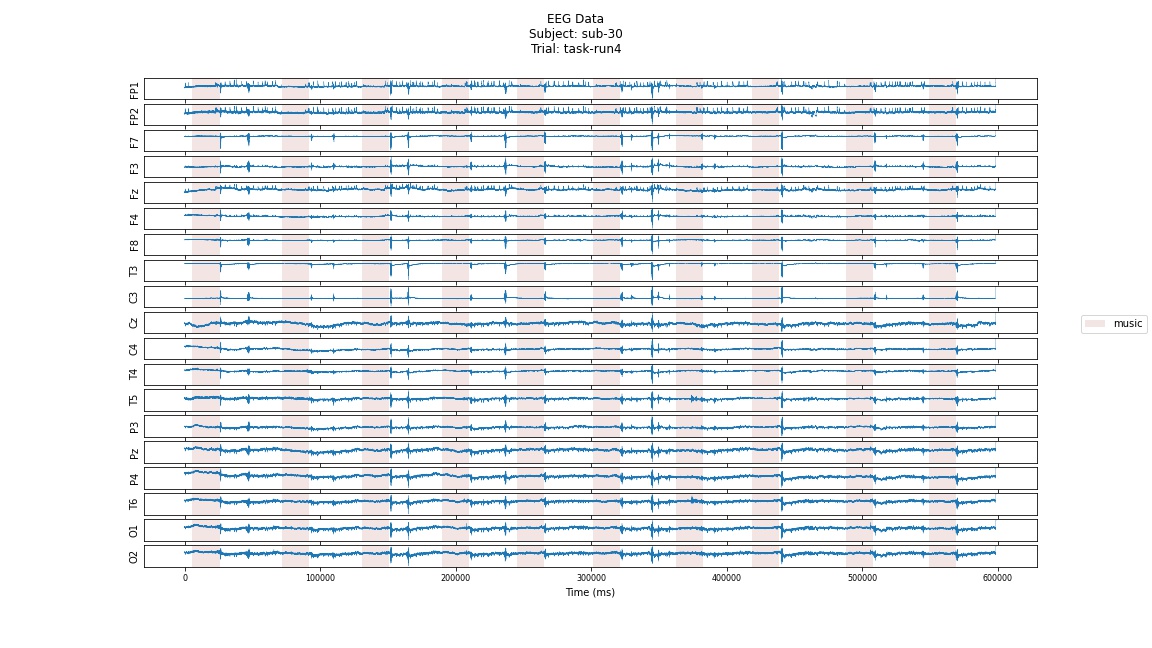 EEG Data
Subject: sub-30
Trial: task-run4
FP1
FP2
F7
F3
Fz
F4
F8
T3
C3
Cz
C4
T4
T5
P3
Pz
P4
T6
O1
O2
music
0 100000 200000 300000 400000 500000 600000
Time (ms)